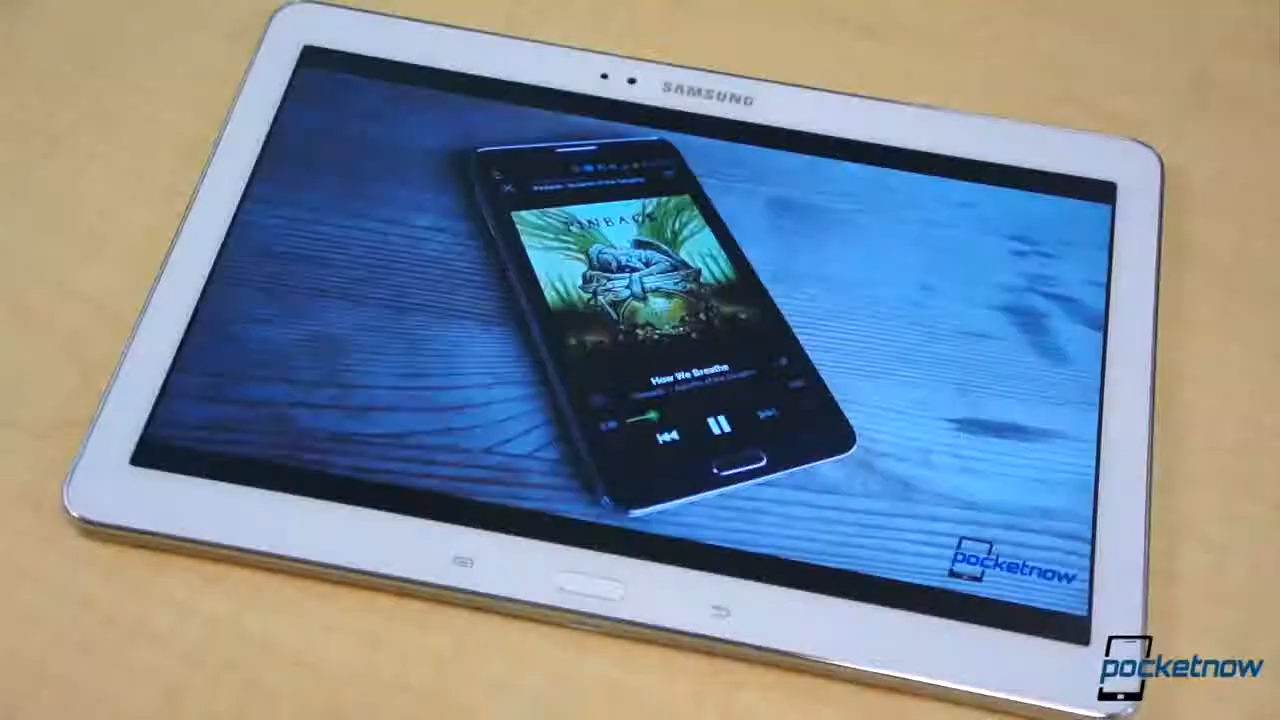 SAMSUNG
PINBACK
How We Breathe
pocketnow
pocketnow